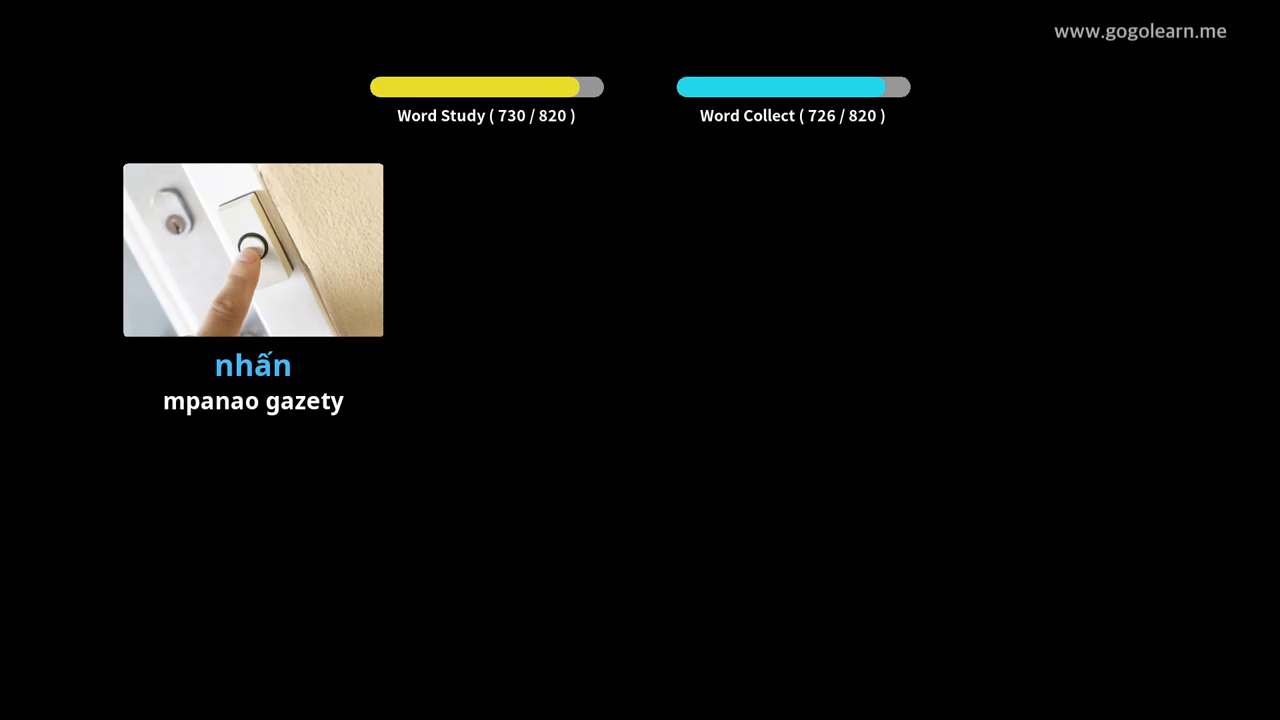 www.gogolearn.me
Word Study ( 730 / 820 )
Word Collect ( 726 / 820 )
nhấn
mpanao gazety